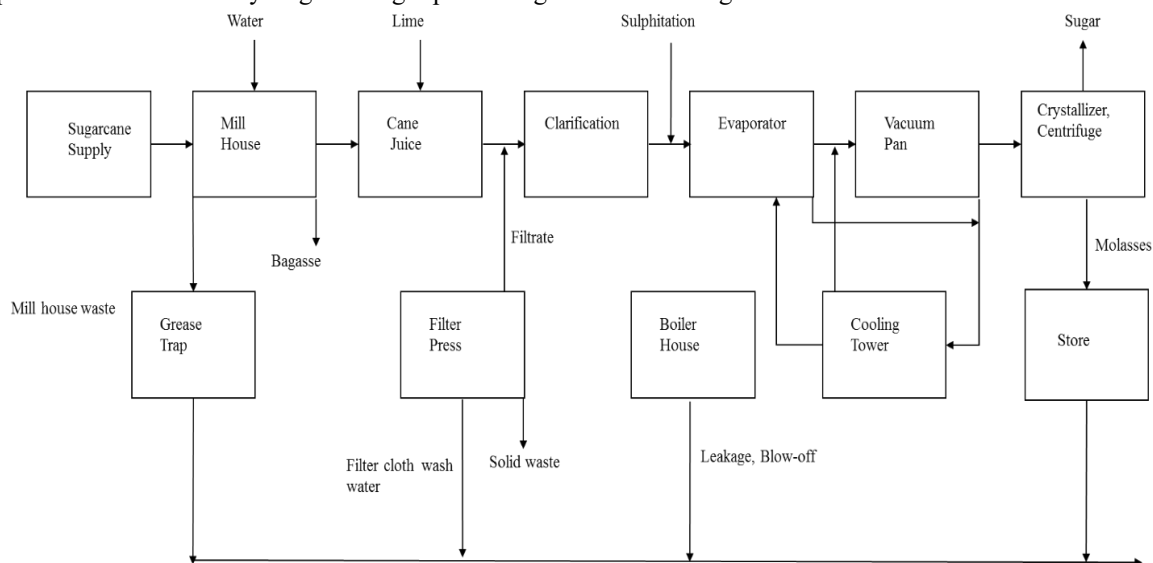 Water
Lime
Sulphitation
Sugar
Sugarcane
Supply
Mill
House
Cane
Juice
Clarification
Evaporator
Vacuum
Pan
Crystallizer,
Centrifuge
Filtrate
Bagasse
Molasses
Mill house waste
Grease
Trap
Filter
Press
Boiler
House
Cooling
Tower
Store
Filter cloth wash
water
Solid waste
Leakage, Blow-off